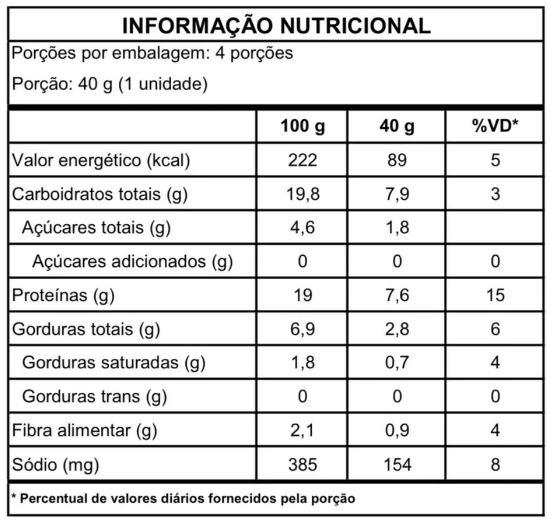 INFORMAÇÃO NUTRICIONAL
Porções por embalagem: 4 porções
Porção: 40 g (1 unidade)
100 g 40 g %VD*
Valor energético (kcal) 222 89 5
Carboidratos totais (g) 19,8 7,9 3
Açúcares totais (g) 4,6 1,8
Açúcares adicionados (g) 0 0 0
Proteínas (g) 19 7,6 15
Gorduras totais (g) 6,9 2,8 6
Gorduras saturadas (g) 1,8 0,7 4
Gorduras trans (g) 0 0 0
Fibra alimentar (g) 2,1 0,9 4
Sódio (mg) 385 154 8
* Percentual de valores diários fornecidos pela porção